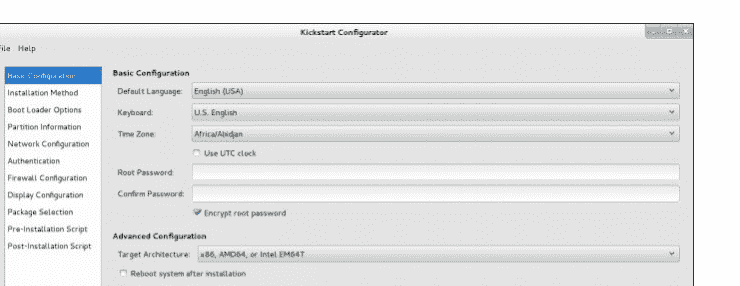 Kickstart Configurator
File Help
Basic Configuration
Installation Method
Boot Loader Options
Partition Information
Network Configuration
Authentication
Firewall Configuration
Display Configuration
Package Selection
Pre-Installation Script
Post-Installation Script
Basic Configuration
Default Language: English (USA)
Keyboard: U.S. English
Time Zone: Africa/Abidjan
Use UTC clock
Root Password:
Confirm Password:
Encrypt root password
Advanced Configuration
Target Architecture: x86, AMD64, or Intel EM64T
Reboot system after installation